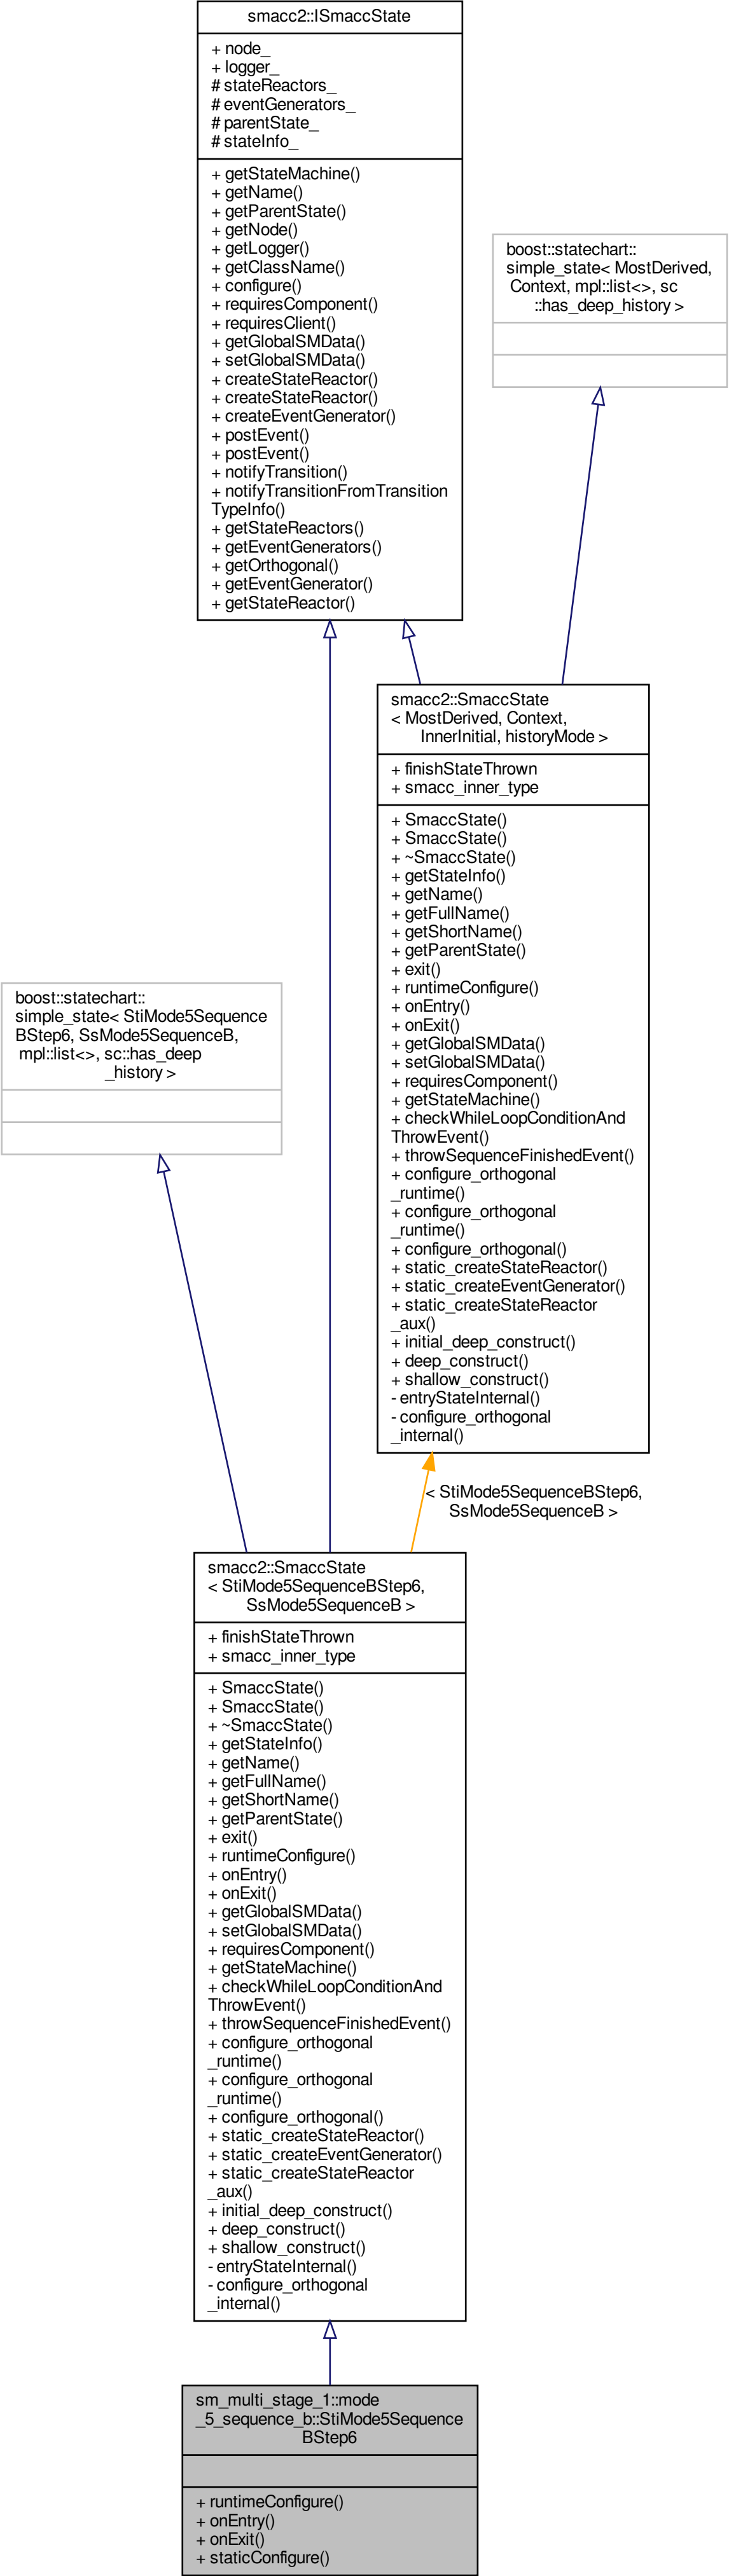 smacc2::ISmaccState
+ node_
+ logger_
# stateReactors_
# eventGenerators_
# parentState_
# stateInfo_
+ getStateMachine()
+ getName()
+ getParentState()
+ getNode()
+ getLogger()
+ getClassName()
+ configure()
+ requiresComponent()
+ requiresClient()
+ getGlobalSMData()
+ setGlobalSMData()
+ createStateReactor()
+ createStateReactor()
+ createEventGenerator()
+ postEvent()
+ postEvent()
+ notifyTransition()
+ notifyTransitionFromTransition
TypeInfo()
+ getStateReactors()
+ getEventGenerators()
+ getOrthogonal()
+ getEventGenerator()
+ getStateReactor()
boost::statechart::
simple_state< MostDerived,
Context, mpl::list<>, sc
::has_deep_history >
smacc2::SmaccState
< MostDerived, Context,
InnerInitial, historyMode >
+ finishStateThrown
+ smacc_inner_type
+ SmaccState()
+ SmaccState()
+ ~SmaccState()
+ getStateInfo()
+ getName()
+ getFullName()
+ getShortName()
+ getParentState()
+ exit()
+ runtimeConfigure()
+ onEntry()
+ onExit()
+ getGlobalSMData()
+ setGlobalSMData()
+ requiresComponent()
+ getStateMachine()
+ checkWhileLoopConditionAnd
ThrowEvent()
+ throwSequenceFinishedEvent()
+ configure_orthogonal
_runtime()
+ configure_orthogonal
_runtime()
+ configure_orthogonal()
+ static_createStateReactor()
+ static_createEventGenerator()
+ static_createStateReactor
_aux()
+ initial_deep_construct()
+ deep_construct()
+ shallow_construct()
- entryStateInternal()
- configure_orthogonal
_internal()
boost::statechart::
simple_state< StiMode5Sequence
BStep6, SsMode5SequenceB,
mpl::list<>, sc::has_deep
_history >
< StiMode5SequenceBStep6,
SsMode5SequenceB >
smacc2::SmaccState
< StiMode5SequenceBStep6,
SsMode5SequenceB >
+ finishStateThrown
+ smacc_inner_type
+ SmaccState()
+ SmaccState()
+ ~SmaccState()
+ getStateInfo()
+ getName()
+ getFullName()
+ getShortName()
+ getParentState()
+ exit()
+ runtimeConfigure()
+ onEntry()
+ onExit()
+ getGlobalSMData()
+ setGlobalSMData()
+ requiresComponent()
+ getStateMachine()
+ checkWhileLoopConditionAnd
ThrowEvent()
+ throwSequenceFinishedEvent()
+ configure_orthogonal
_runtime()
+ configure_orthogonal
_runtime()
+ configure_orthogonal()
+ static_createStateReactor()
+ static_createEventGenerator()
+ static_createStateReactor
_aux()
+ initial_deep_construct()
+ deep_construct()
+ shallow_construct()
- entryStateInternal()
- configure_orthogonal
_internal()
sm_multi_stage_1::mode
_5_sequence_b::StiMode5Sequence
BStep6
+ runtimeConfigure()
+ onEntry()
+ onExit()
+ staticConfigure()